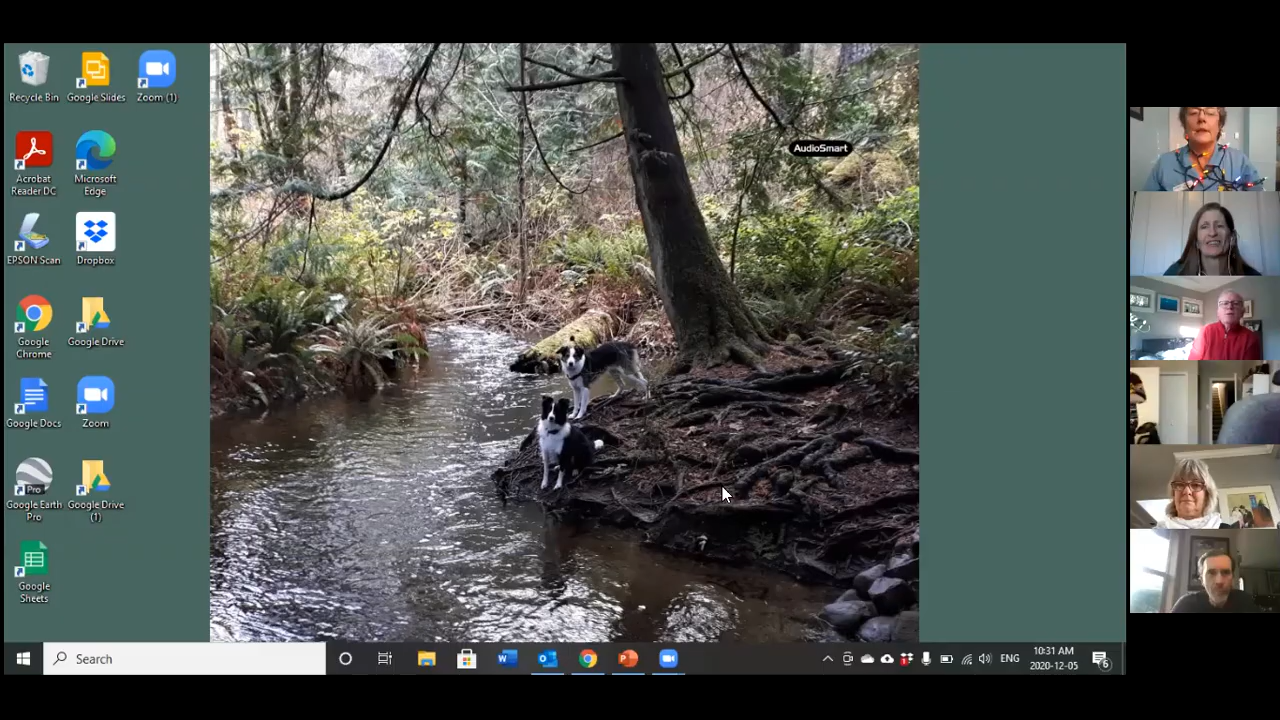 Recycle Bin
Google Slides
Zoom (1)
Acrobat
Reader DC
Microsoft
Edge
EPSON Scan
Dropbox
Google
Chrome
Google Drive
Google Docs
Zoom
Google Earth
Pro
Pro
Google Drive
(1)
Google
Sheets
AudioSmart
Search
ENG
10:31 AM
2020-12-05
6